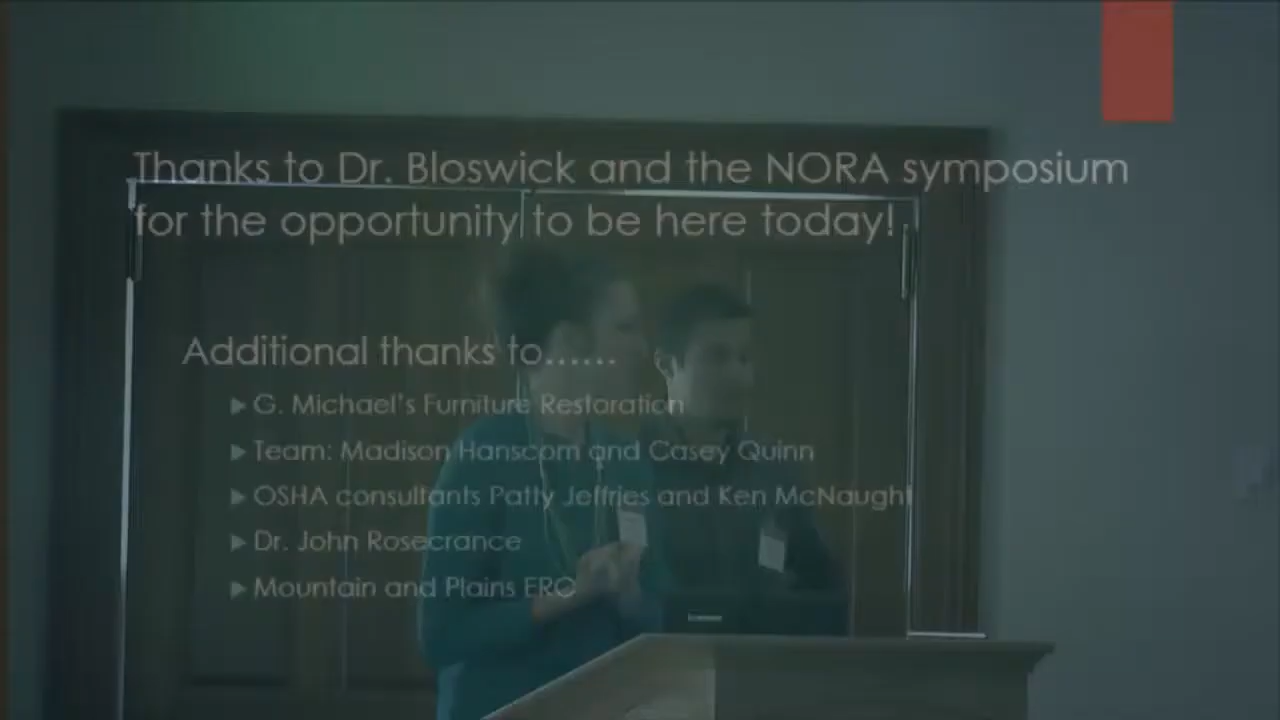 Thanks to Dr. Bloswick and the NORA symposium
for the opportunity to be here today!
Additional thanks to……
G. Michael's Furniture Restoration
Team: Madison Hanscom and Casey Quinn
OSHA consultants Patty Jeffries and Ken McNaught
Dr. John Rosecrance
Mountain and Plains ERC